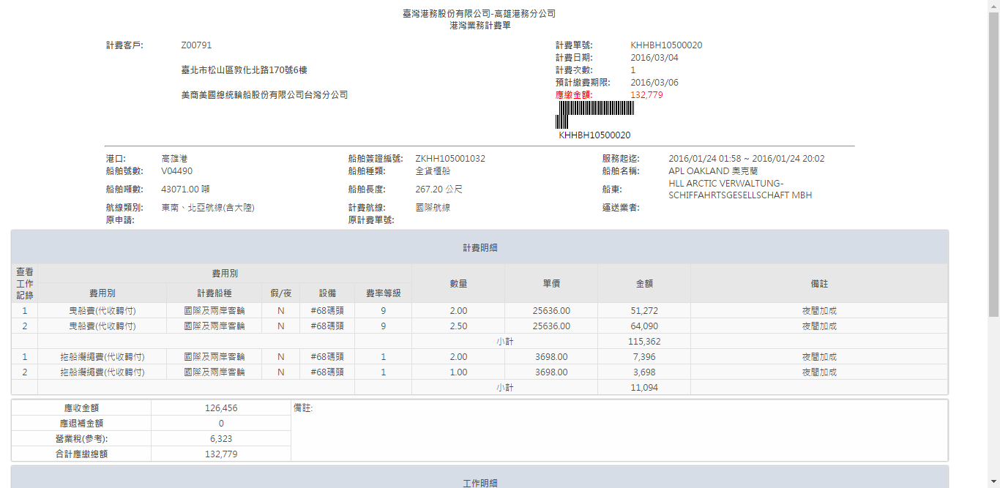 臺灣港務股份有限公司-高雄港務分公司
港灣業務計費單
計費客戶: Z00791
臺北市松山區敦化北路170號6樓
美商美國總統輪船股份有限公司台灣分公司
計費單號: KHHBH10500020
計費日期: 2016/03/04
計費次數: 1
預計繳費期限: 2016/03/06
應繳金額: 132,779
KHHBH10500020
港口: 高雄港 船舶簽證編號: ZKHH105001032 服務起迄: 2016/01/24 01:58 ~ 2016/01/24 20:02
船舶號數: V04490 船舶種類: 全貨櫃船 船舶名稱: APL OAKLAND 奧克蘭
船舶噸數: 43071.00 噸 船舶長度: 267.20 公尺 船東: HLL ARCTIC VERWALTUNG-
SCHIFFAHRTSGESELLSCHAFT MBH
航線類別: 東南、北亞航線(含大陸) 計費航線: 國際航線 運送業者:
原申請: 原計費單號:
計費明細
查看
工作
記錄
費用別 數量 單價 金額 備註
費用別 計費船種 假/夜 設備 費率等級
1 曳船費(代收轉付) 國際及兩岸客輪 N #68碼頭 9 2.00 25636.00 51,272 夜間加成
2 曳船費(代收轉付) 國際及兩岸客輪 N #68碼頭 9 2.50 25636.00 64,090 夜間加成
小計 115,362
1 拖船纜繩費(代收轉付) 國際及兩岸客輪 N #68碼頭 1 2.00 3698.00 7,396 夜間加成
2 拖船纜繩費(代收轉付) 國際及兩岸客輪 N #68碼頭 1 1.00 3698.00 3,698 夜間加成
小計 11,094
應收金額 126,456 備註:
應退補金額 0
營業稅(參考): 6,323
合計應繳總額 132,779
工作明細